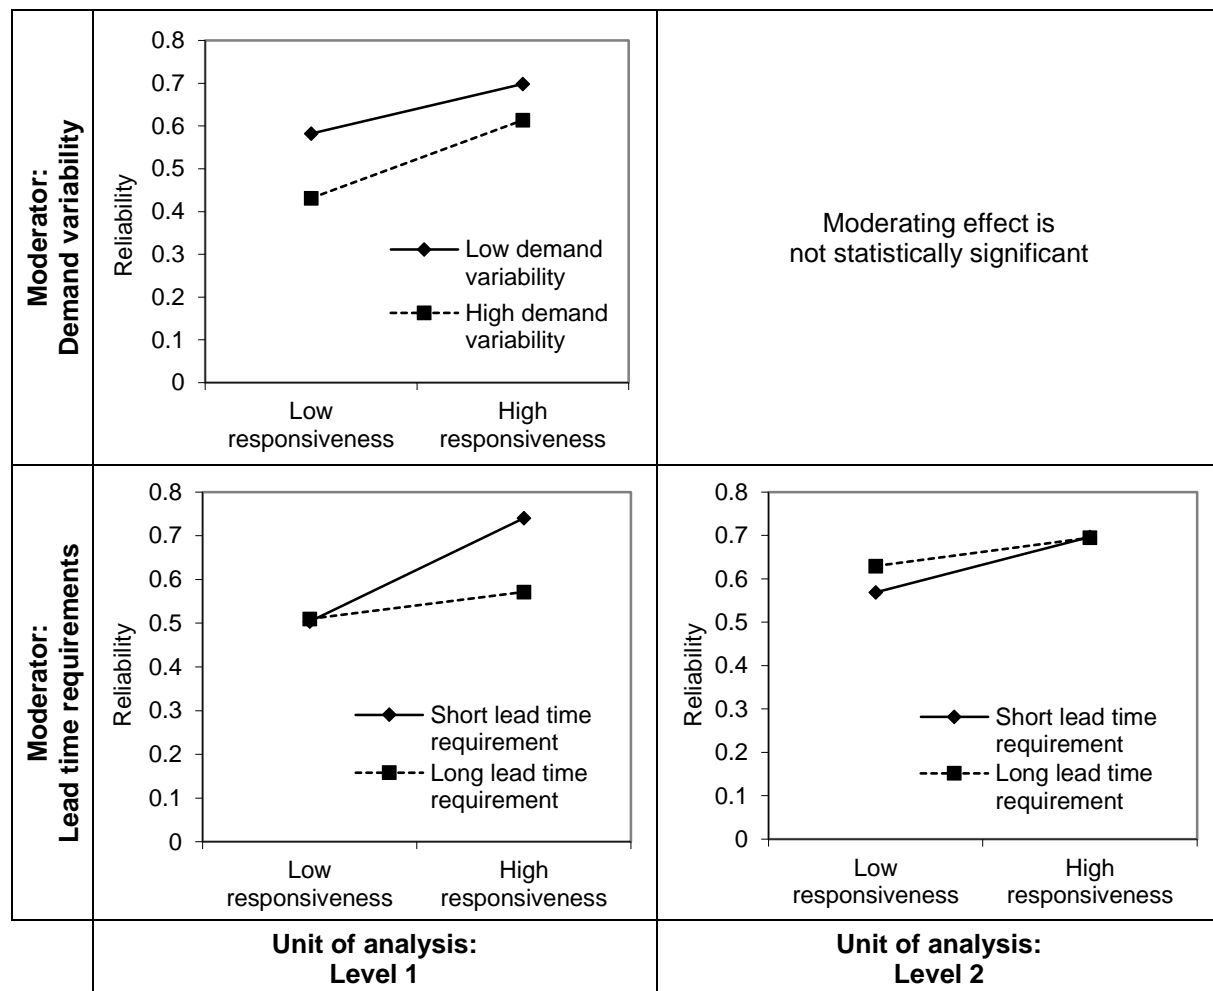 Moderator:
Demand variability
Reliability
0.8
0.7
0.6
0.5
0.4
0.3
0.2
0.1
0
Low demand
variability
High demand
variability
Low
responsiveness
High
responsiveness
Moderating effect is
not statistically significant
Moderator:
Lead time requirements
Reliability
0.8
0.7
0.6
0.5
0.4
0.3
0.2
0.1
0
Short lead time
requirement
Long lead time
requirement
Low
responsiveness
High
responsiveness
Reliability
0.8
0.7
0.6
0.5
0.4
0.3
0.2
0.1
0
Short lead time
requirement
Long lead time
requirement
Low
responsiveness
High
responsiveness
Unit of analysis:
Level 1
Unit of analysis:
Level 2